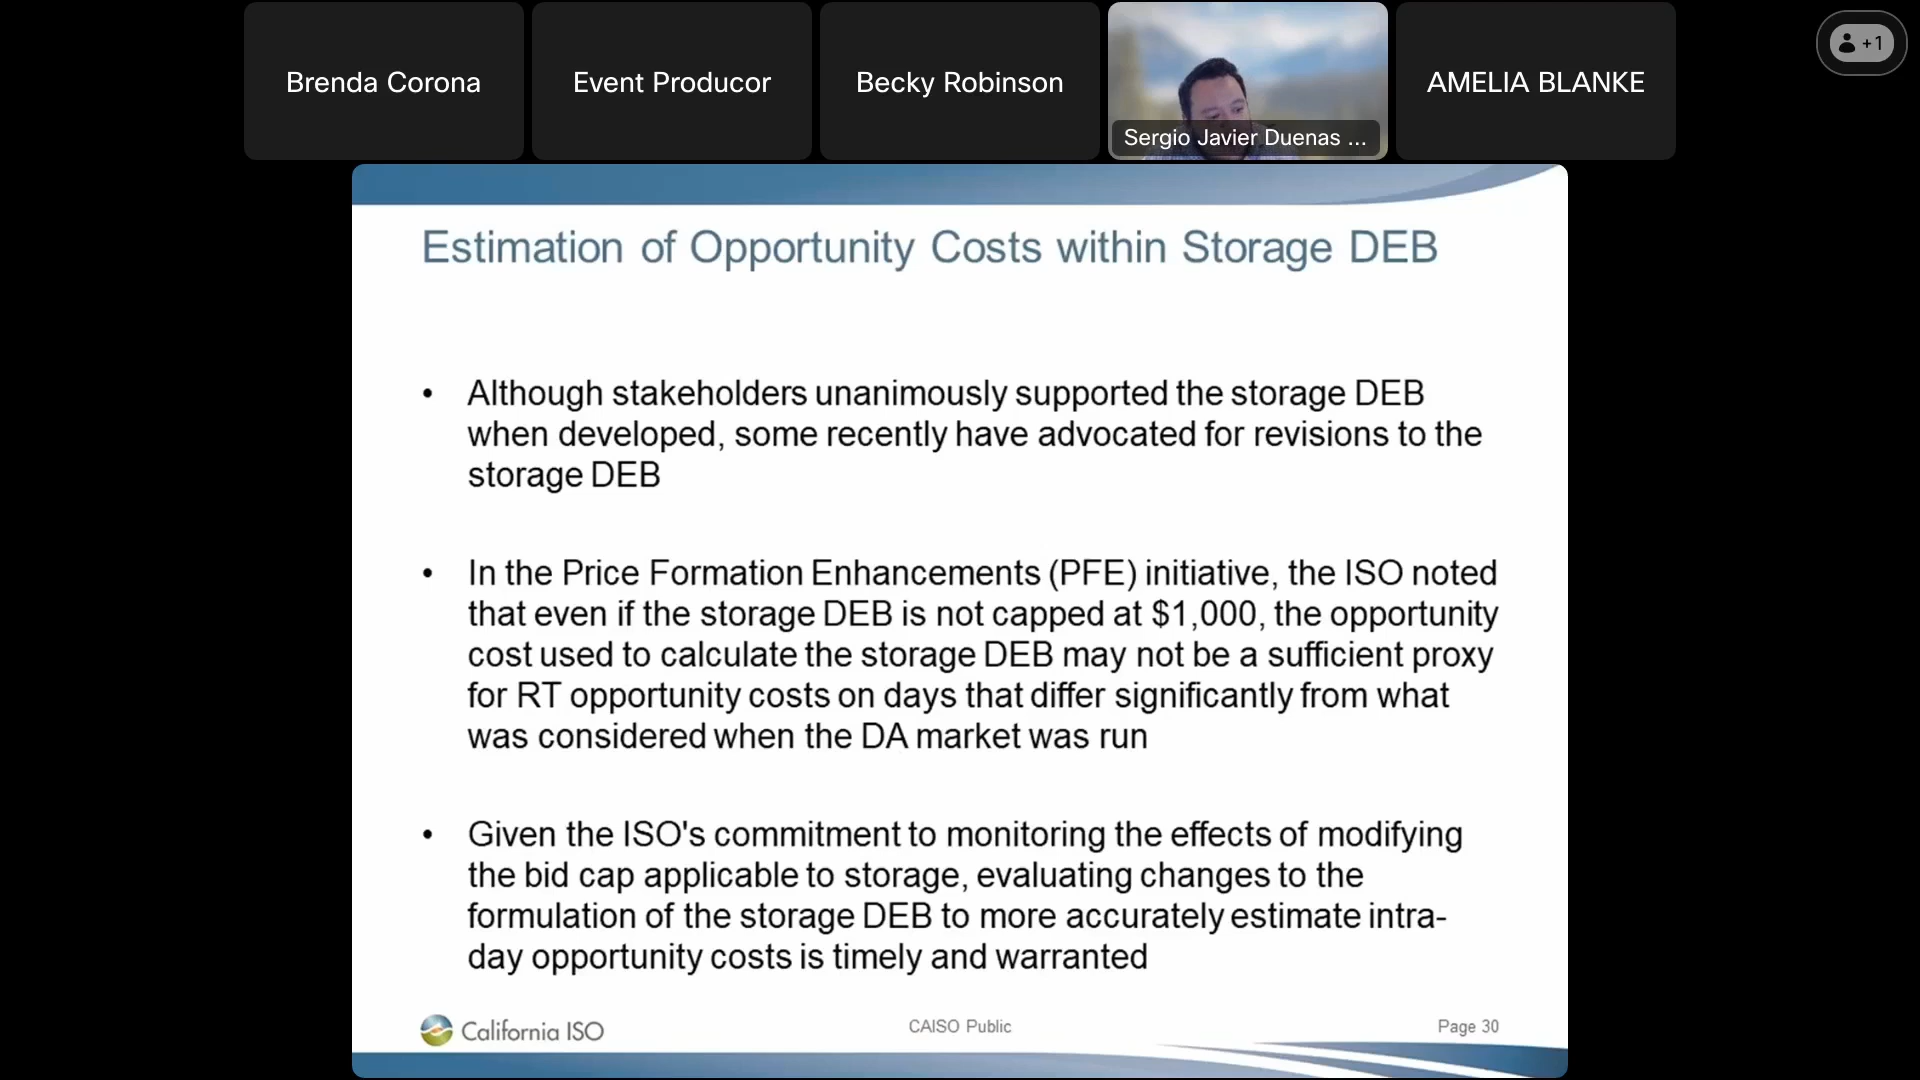 Brenda Corona
Event Producor
Becky Robinson
Sergio Javier Duenas ...
AMELIA BLANKE
+1
Estimation of Opportunity Costs within Storage DEB
• Although stakeholders unanimously supported the storage DEB
when developed, some recently have advocated for revisions to the
storage DEB
• In the Price Formation Enhancements (PFE) initiative, the ISO noted
that even if the storage DEB is not capped at $1,000, the opportunity
cost used to calculate the storage DEB may not be a sufficient proxy
for RT opportunity costs on days that differ significantly from what
was considered when the DA market was run
• Given the ISO's commitment to monitoring the effects of modifying
the bid cap applicable to storage, evaluating changes to the
formulation of the storage DEB to more accurately estimate intra-
day opportunity costs is timely and warranted
California ISO
CAISO Public
Page 30